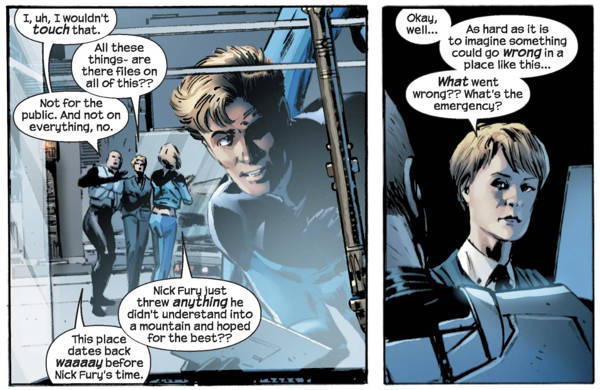 I, uh, I wouldn't
touch that.
All these
things- are
there files on
all of this??
Not for the
public. And not on
everything, no.
Nick Fury just
threw anything he
didn't understand into
a mountain and hoped
for the best??
This place
dates back
waaaay before
Nick Fury's time.
Okay,
well...
As hard as it is
to imagine something
could go wrong in a
place like this...
What went
wrong?? What's the
emergency?